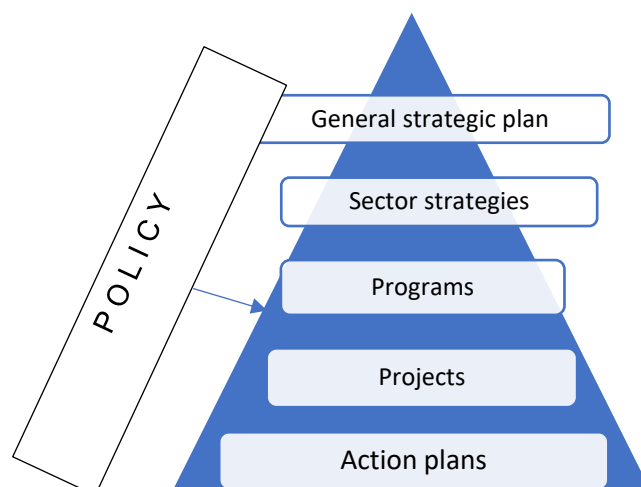 General strategic plan
Sector strategies
POLICY
Programs
Projects
Action plans